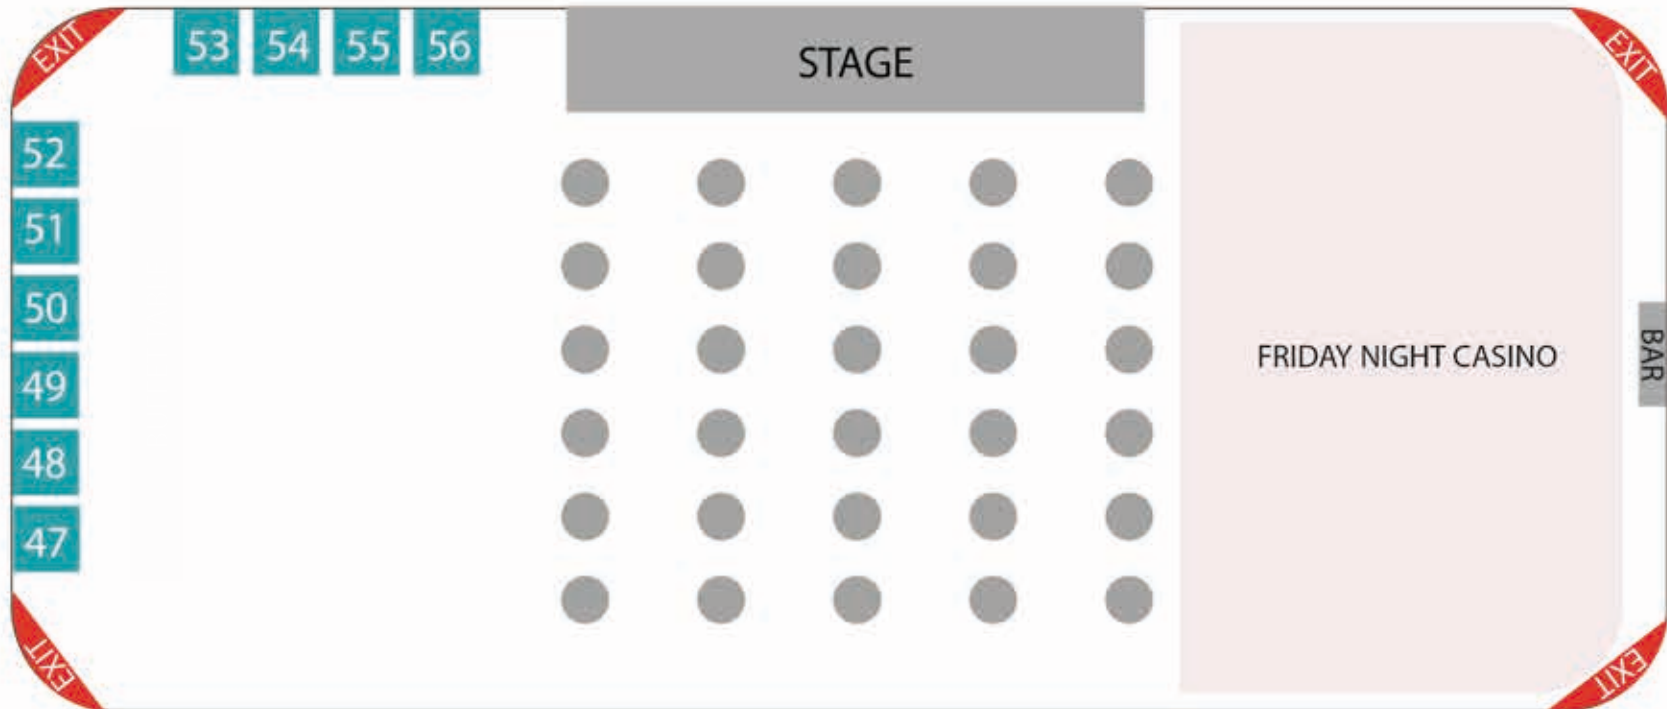 EXIT
53 54 55 56
STAGE
EXIT
52
51
50
49
48
47
FRIDAY NIGHT CASINO
BAR
EXIT
EXIT